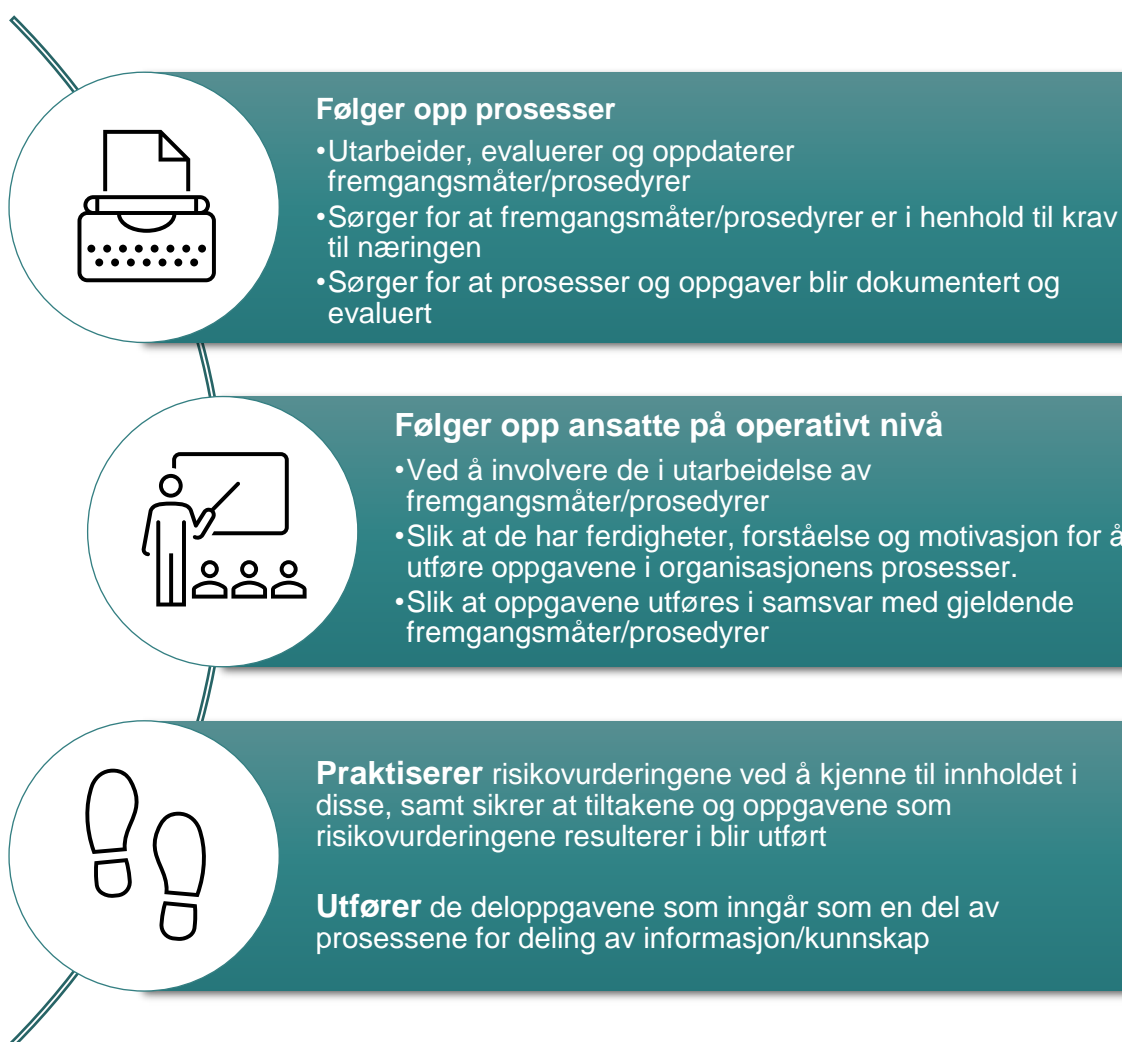 Følger opp prosesser
•Utarbeider, evaluerer og oppdaterer
fremgangsmåter/prosedyrer
•Sørger for at fremgangsmåter/prosedyrer er i henhold til krav
til næringen
•Sørger for at prosesser og oppgaver blir dokumentert og
evaluert
Følger opp ansatte på operativt nivå
•Ved å involvere de i utarbeidelse av
fremgangsmåter/prosedyrer
•Slik at de har ferdigheter, forståelse og motivasjon for å
utføre oppgavene i organisasjonens prosesser.
•Slik at oppgavene utføres i samsvar med gjeldende
fremgangsmåter/prosedyrer
Praktiserer risikovurderingene ved å kjenne til innholdet i
disse, samt sikrer at tiltakene og oppgavene som
risikovurderingene resulterer i blir utført
Utfører de deloppgavene som inngår som en del av
prosessene for deling av informasjon/kunnskap